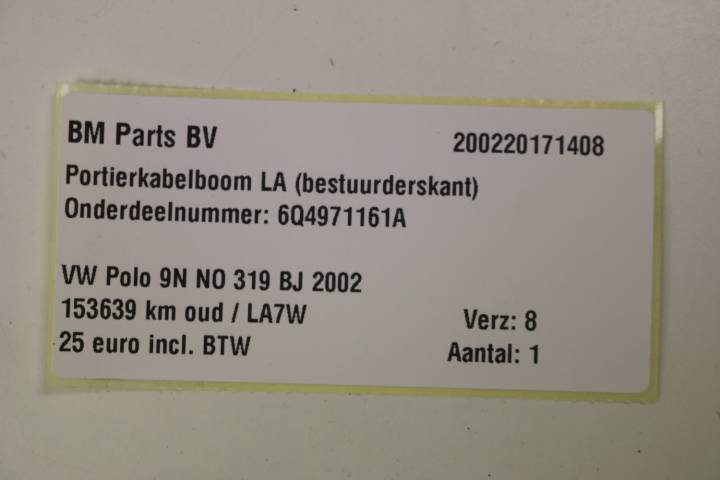 BM Parts BV 200220171408
Portierkabelboom LA (bestuurderskant)
Onderdeelnummer: 6Q4971161A
VW Polo 9N NO 319 BJ 2002
153639 km oud / LA7W Verz: 8
25 euro incl. BTW Aantal: 1